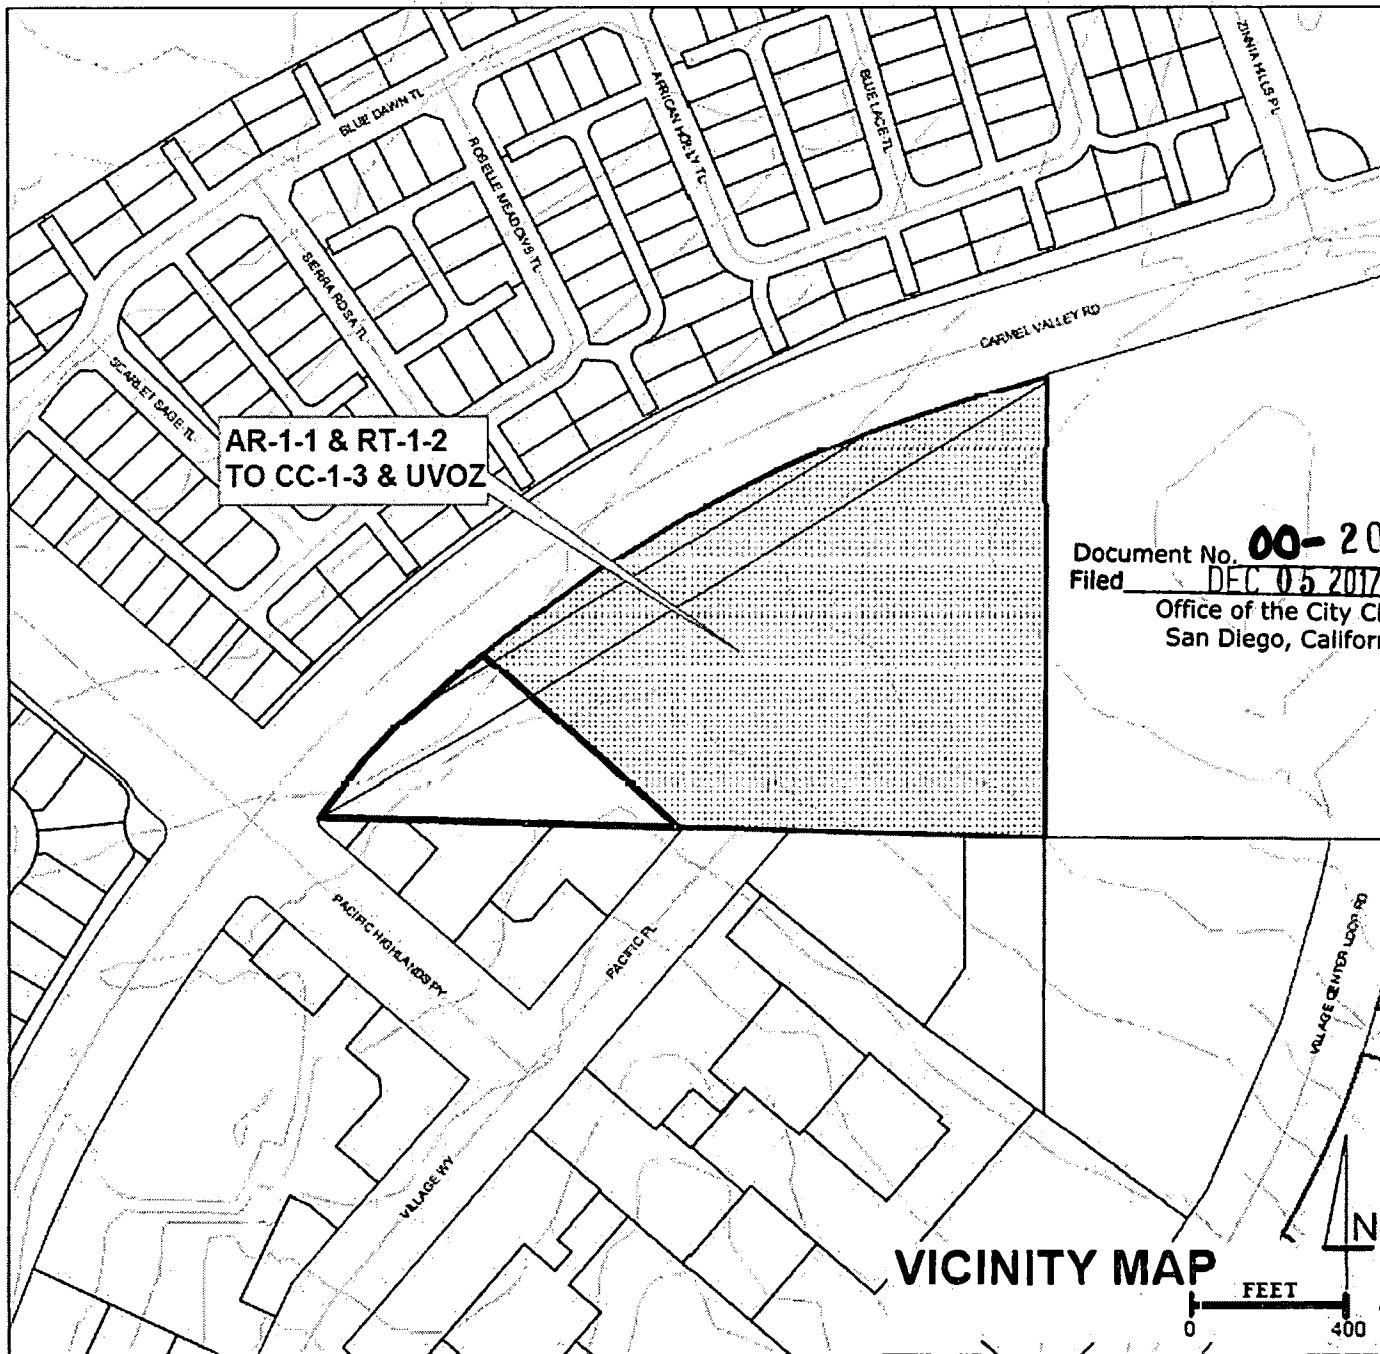 ZINNIA HILLS PL
BLUE DAWN TL
AFRICAN HOLLY TL
BLUE LACE TL
ROSELLE MEADOWS TL
SIERRA ROSA TL
CARMEL VALLEY RD
SCARLET SAGE TL
AR-1-1 & RT-1-2
TO CC-1-3 & UVOZ
Document No. 00-20
Filed DEC 05 2017
Office of the City Cl
San Diego, Californ
PACIFIC HIGHLANDS PY
PACIFIC PL
VILLAGE CENTER LOOP RD
VILLAGE WY
VICINITY MAP
N
FEET
0 400